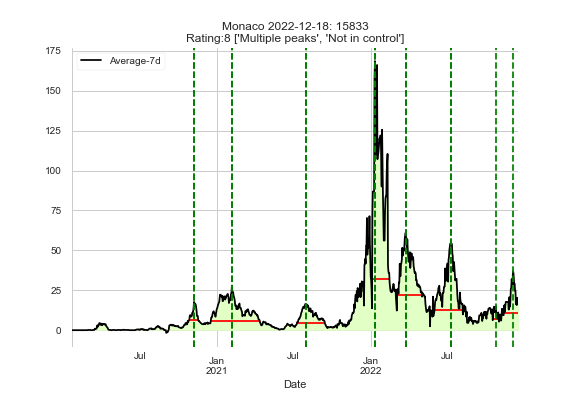 Monaco 2022-12-18: 15833
Rating:8 ['Multiple peaks', 'Not in control']
Average-7d
175
150
125
100
75
50
25
0
Jul
Jan
2021
Jul
Jan
2022
Jul
Date